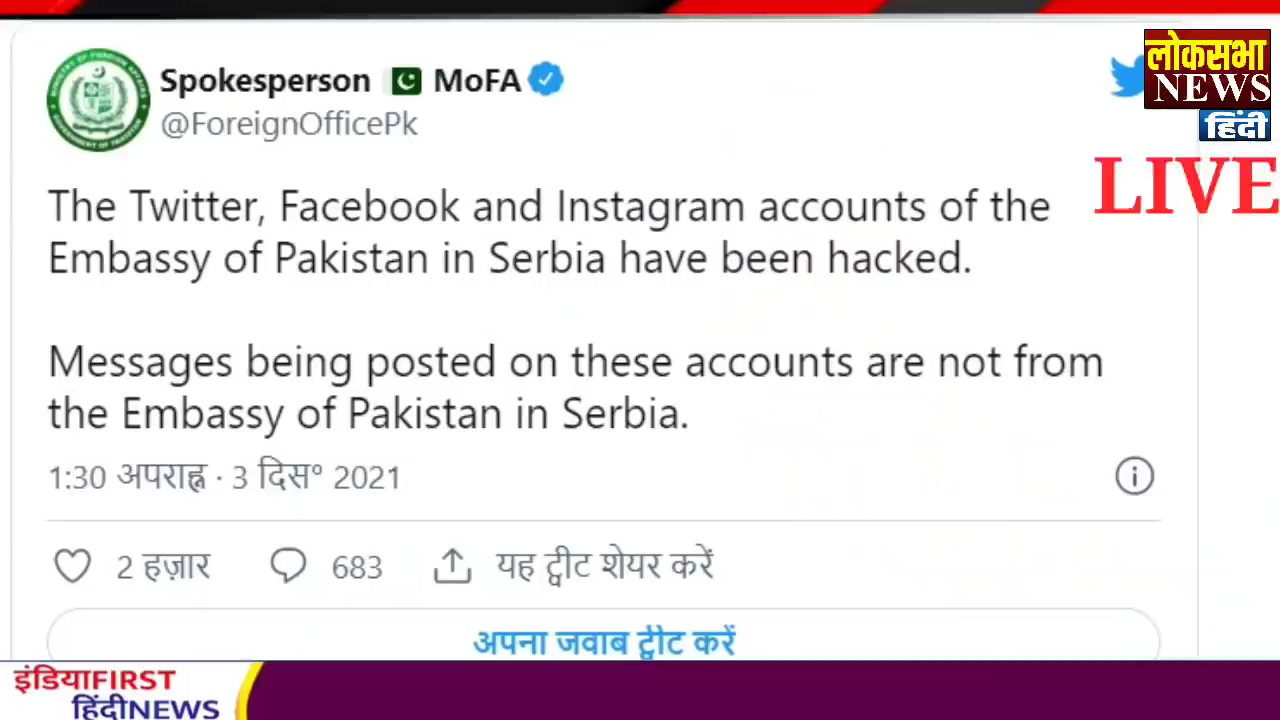 Spokesperson MoFA
@ForeignOfficePk
लोकसभा
NEWS
हिंदी
LIVE
The Twitter, Facebook and Instagram accounts of the
Embassy of Pakistan in Serbia have been hacked.
Messages being posted on these accounts are not from
the Embassy of Pakistan in Serbia.
1:30 अपराह्न · 3 दिस॰ 2021
2 हज़ार 683 यह ट्वीट शेयर करें
अपना जवाब ट्वीट करें
इंडियाFIRST
हिंदीNEWS